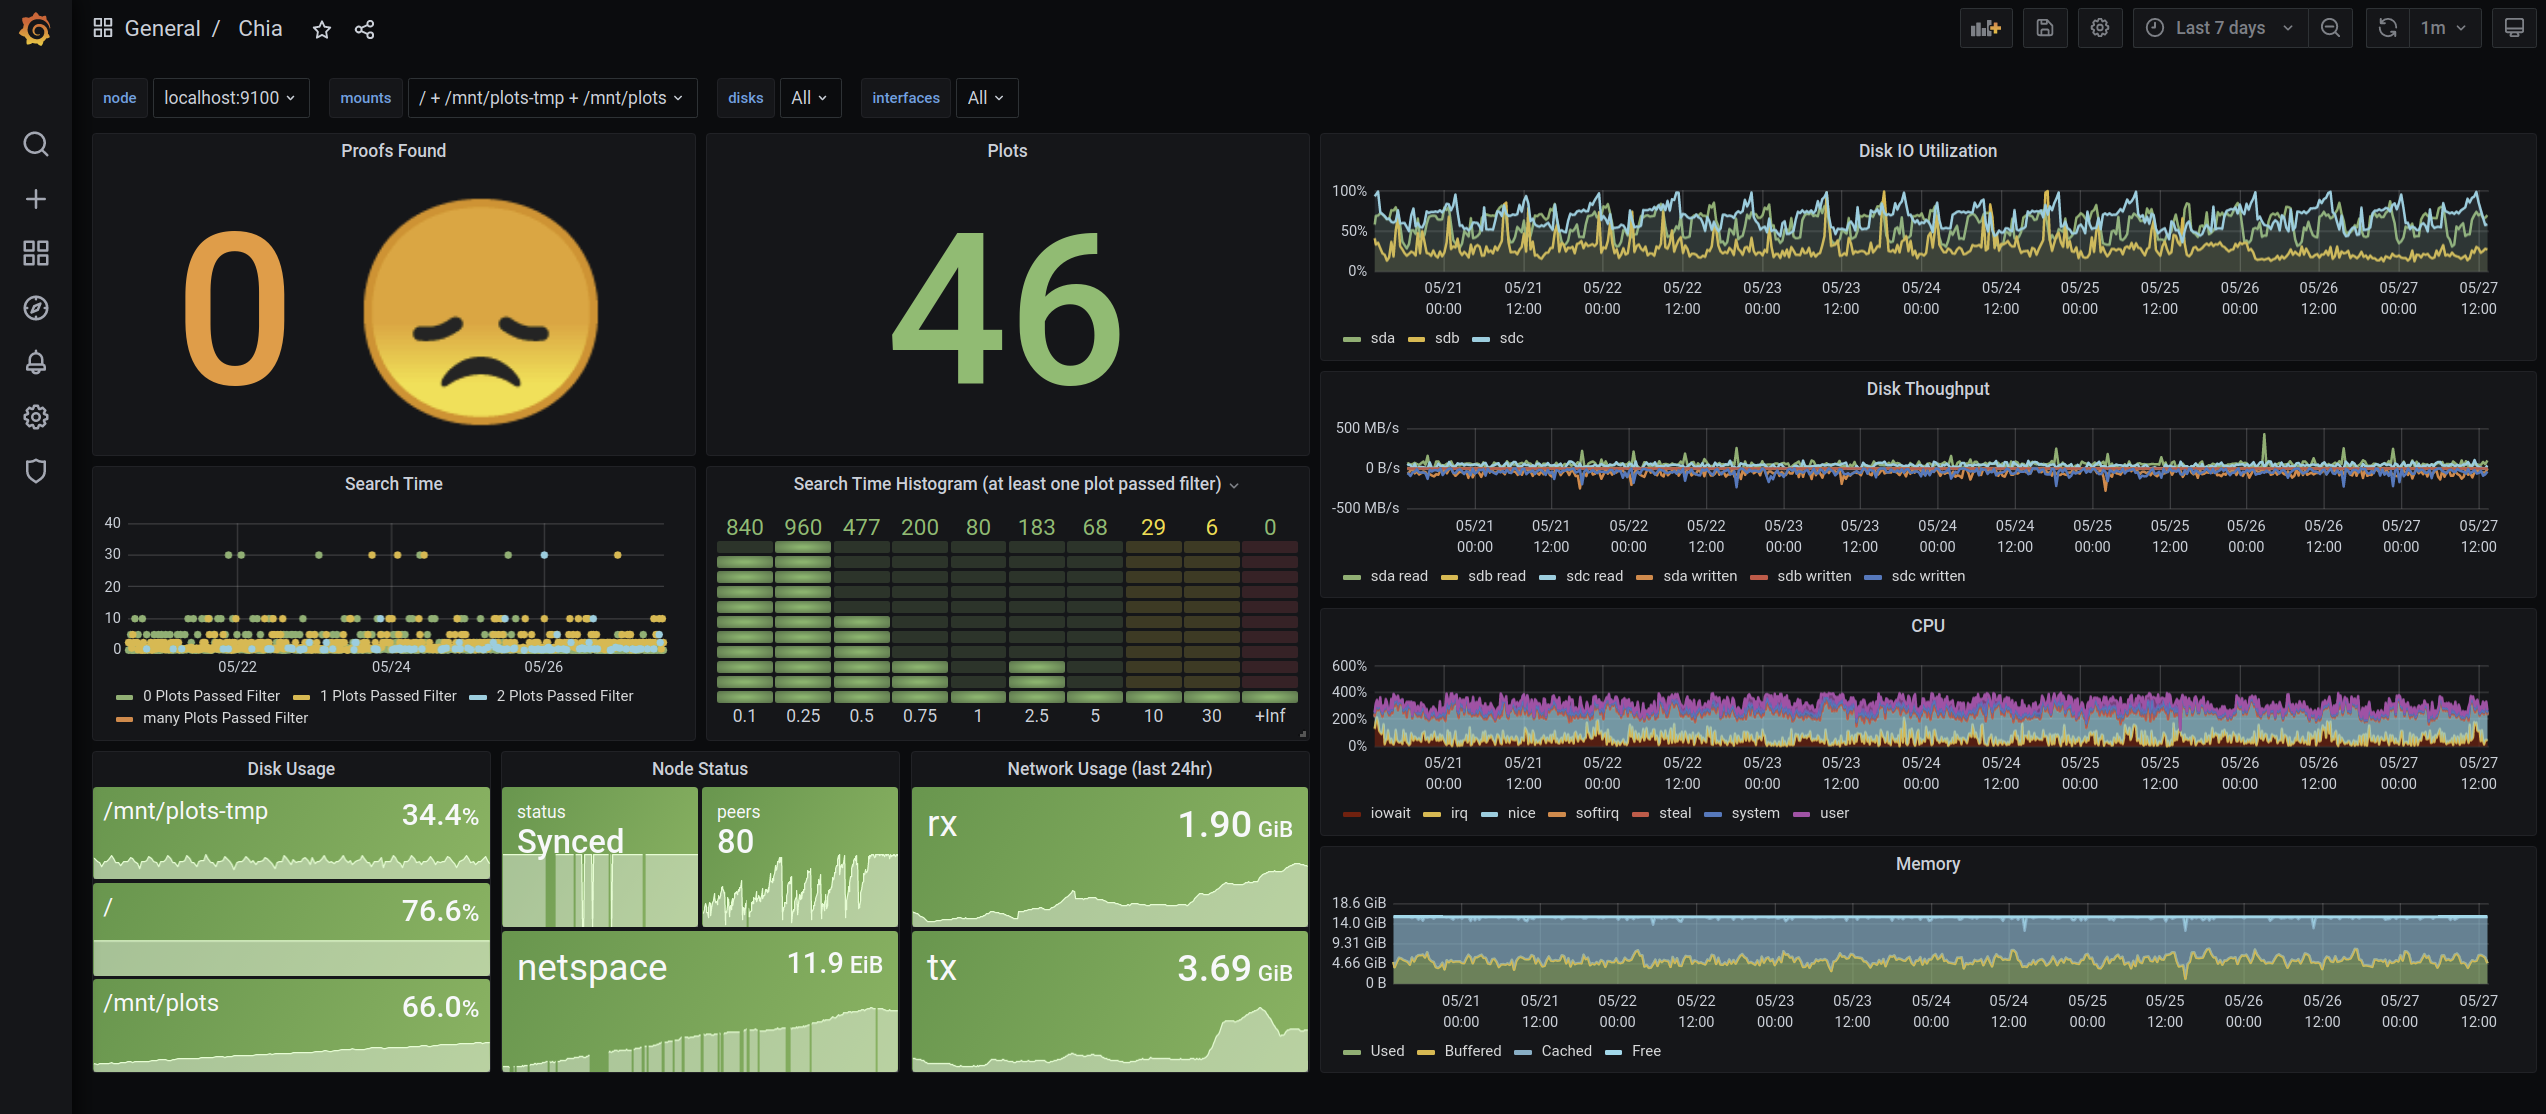 General / Chia
Last 7 days
1m
node localhost:9100 mounts / + /mnt/plots-tmp + /mnt/plots disks All interfaces All
Proofs Found
0
Plots
46
Search Time
40
30
20
10
0
05/22 05/24 05/26
0 Plots Passed Filter 1 Plots Passed Filter 2 Plots Passed Filter
many Plots Passed Filter
Search Time Histogram (at least one plot passed filter)
840 960 477 200 80 183 68 29 6 0
0.1 0.25 0.5 0.75 1 2.5 5 10 30 +Inf
Disk Usage
/mnt/plots-tmp 34.4%
/ 76.6%
/mnt/plots 66.0%
Node Status
status
Synced
peers
80
netspace 11.9 EiB
Network Usage (last 24hr)
rx 1.90 GiB
tx 3.69 GiB
Disk IO Utilization
100%
50%
0%
05/21 05/21 05/22 05/22 05/23 05/23 05/24 05/24 05/25 05/25 05/26 05/26 05/27 05/27
00:00 12:00 00:00 12:00 00:00 12:00 00:00 12:00 00:00 12:00 00:00 12:00 00:00 12:00
sda sdb sdc
Disk Thoughput
500 MB/s
0 B/s
-500 MB/s
05/21 05/21 05/22 05/22 05/23 05/23 05/24 05/24 05/25 05/25 05/26 05/26 05/27 05/27
00:00 12:00 00:00 12:00 00:00 12:00 00:00 12:00 00:00 12:00 00:00 12:00 00:00 12:00
sda read sdb read sdc read sda written sdb written sdc written
CPU
600%
400%
200%
0%
05/21 05/21 05/22 05/22 05/23 05/23 05/24 05/24 05/25 05/25 05/26 05/26 05/27 05/27
00:00 12:00 00:00 12:00 00:00 12:00 00:00 12:00 00:00 12:00 00:00 12:00 00:00 12:00
iowait irq nice softirq steal system user
Memory
18.6 GiB
14.0 GiB
9.31 GiB
4.66 GiB
0 B
05/21 05/21 05/22 05/22 05/23 05/23 05/24 05/24 05/25 05/25 05/26 05/26 05/27 05/27
00:00 12:00 00:00 12:00 00:00 12:00 00:00 12:00 00:00 12:00 00:00 12:00 00:00 12:00
Used Buffered Cached Free